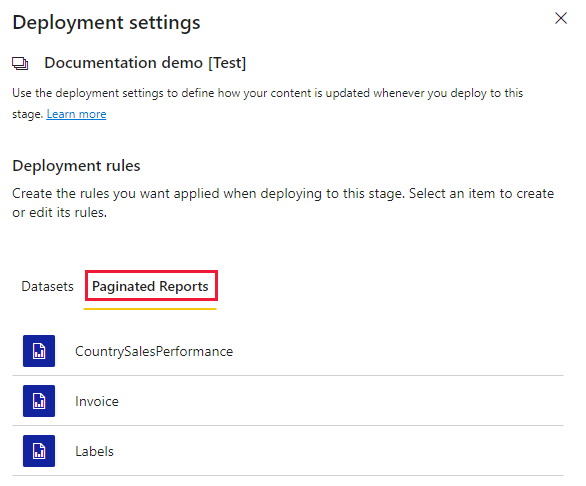 Deployment settings
Documentation demo [Test]
Use the deployment settings to define how your content is updated whenever you deploy to this
stage. Learn more
Deployment rules
Create the rules you want applied when deploying to this stage. Select an item to create
or edit its rules.
Datasets Paginated Reports
CountrySalesPerformance
Invoice
Labels